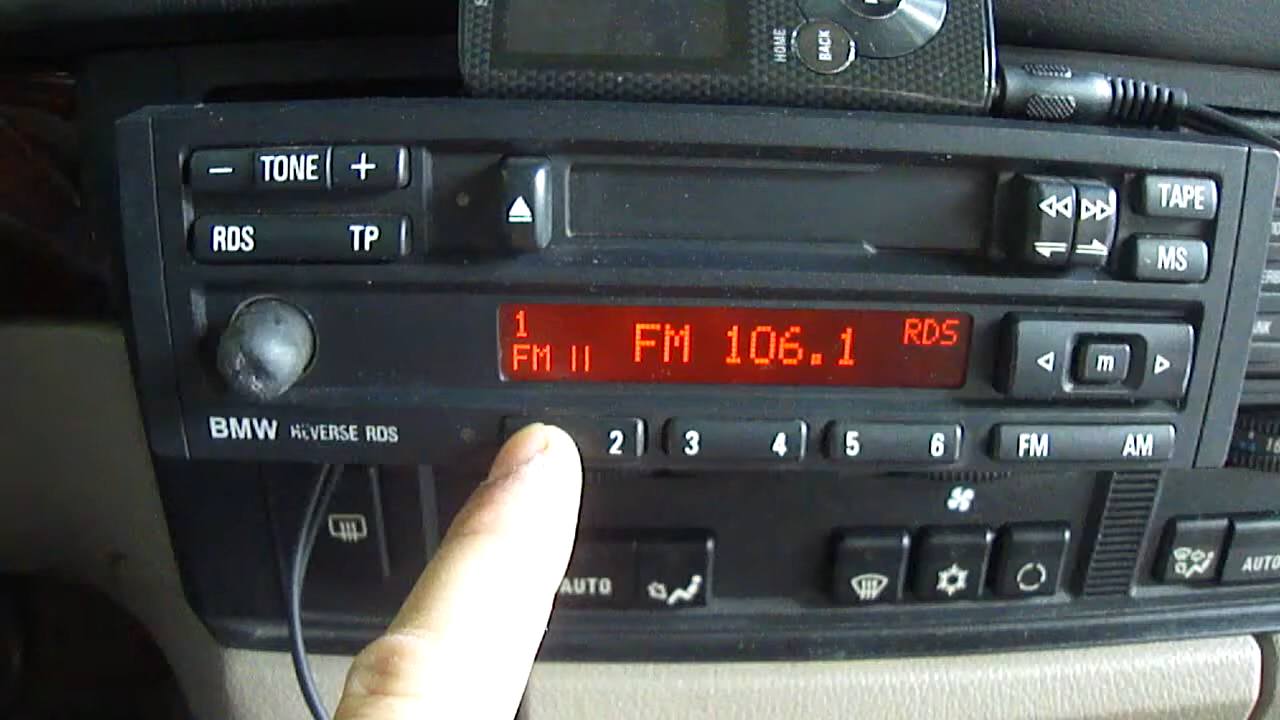 HOME
BACK
− TONE +
RDS TP
TAPE
MS
1
FM II
FM 106.1
RDS
m
BMW REVERSE RDS
2
3 4
5 6
FM AM
AUTO
AUTO